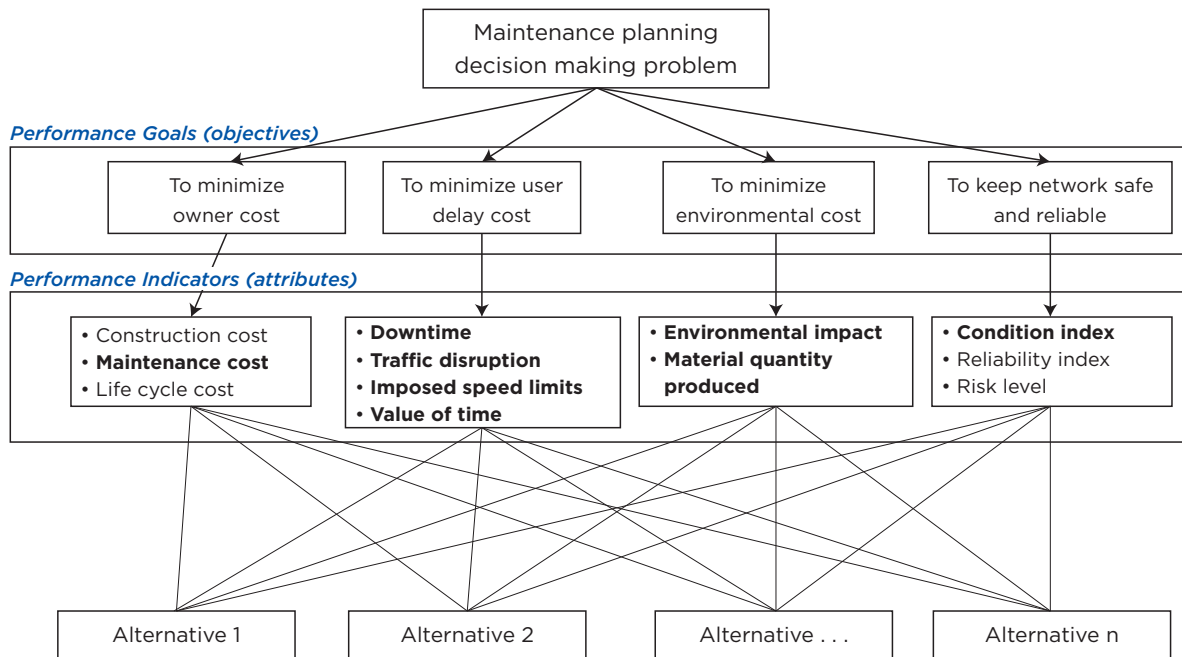 Maintenance planning
decision making problem
Performance Goals (objectives)
To minimize
owner cost
To minimize user
delay cost
To minimize
environmental cost
To keep network safe
and reliable
Performance Indicators (attributes)
• Construction cost
• Maintenance cost
• Life cycle cost
• Downtime
• Traffic disruption
• Imposed speed limits
• Value of time
• Environmental impact
• Material quantity
produced
• Condition index
• Reliability index
• Risk level
Alternative 1
Alternative 2
Alternative . . .
Alternative n